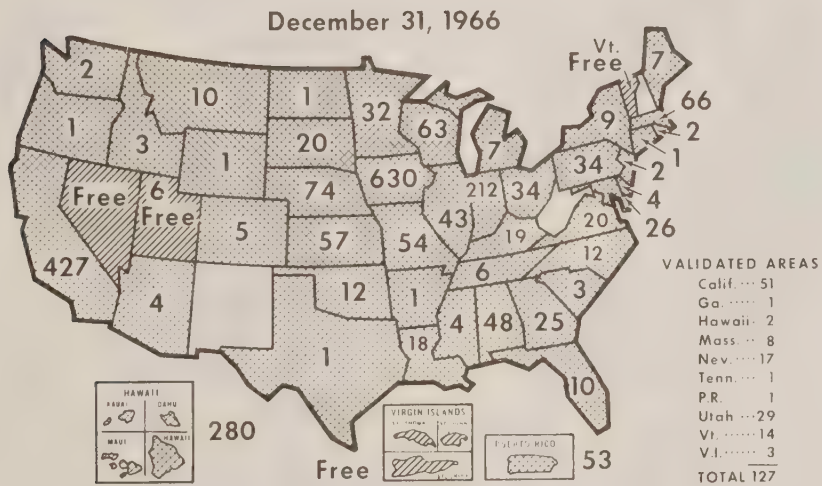 December 31, 1966
Vt.
Free
7
2
10
1
32
63
7
9
66
2
1
2
4
26
1
3
1
20
Free
6
Free
74
630
212
34
34
43
5
57
54
19
20
427
4
12
1
6
12
3
18
4
48
25
1
10
HAWAII
KAUAI
OAHU
MAUI
HAWAII
280
Free
VIRGIN ISLANDS
PUERTO RICO
53
VALIDATED AREAS
Calif. ... 51
Ga. ..... 1
Hawaii . 2
Mass. .. 8
Nev. .... 17
Tenn. ... 1
P.R. 1
Utah ... 29
Vt. ...... 14
V.I. ..... 3
TOTAL 127